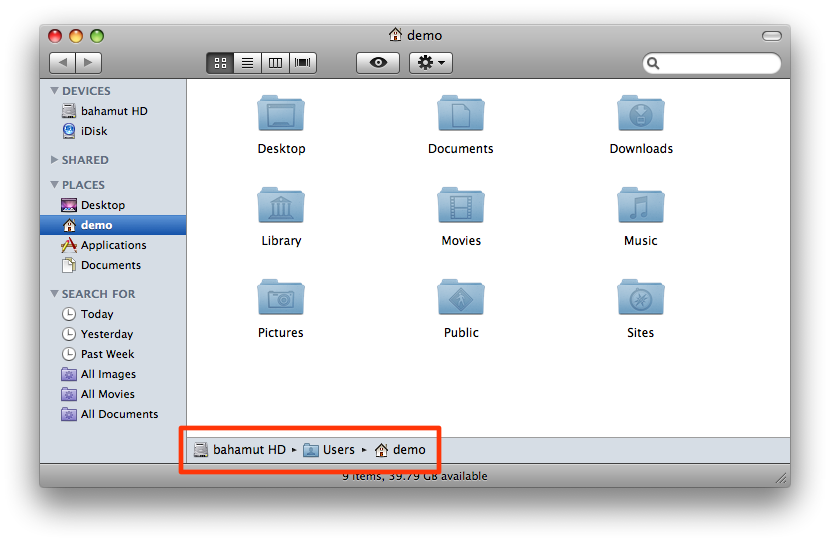 demo
DEVICES
bahamut HD
iDisk
SHARED
PLACES
Desktop
demo
Applications
Documents
SEARCH FOR
Today
Yesterday
Past Week
All Images
All Movies
All Documents
Desktop Documents Downloads
Library Movies Music
Pictures Public Sites
bahamut HD ▸ Users ▸ demo
9 items, 39.79 GB available